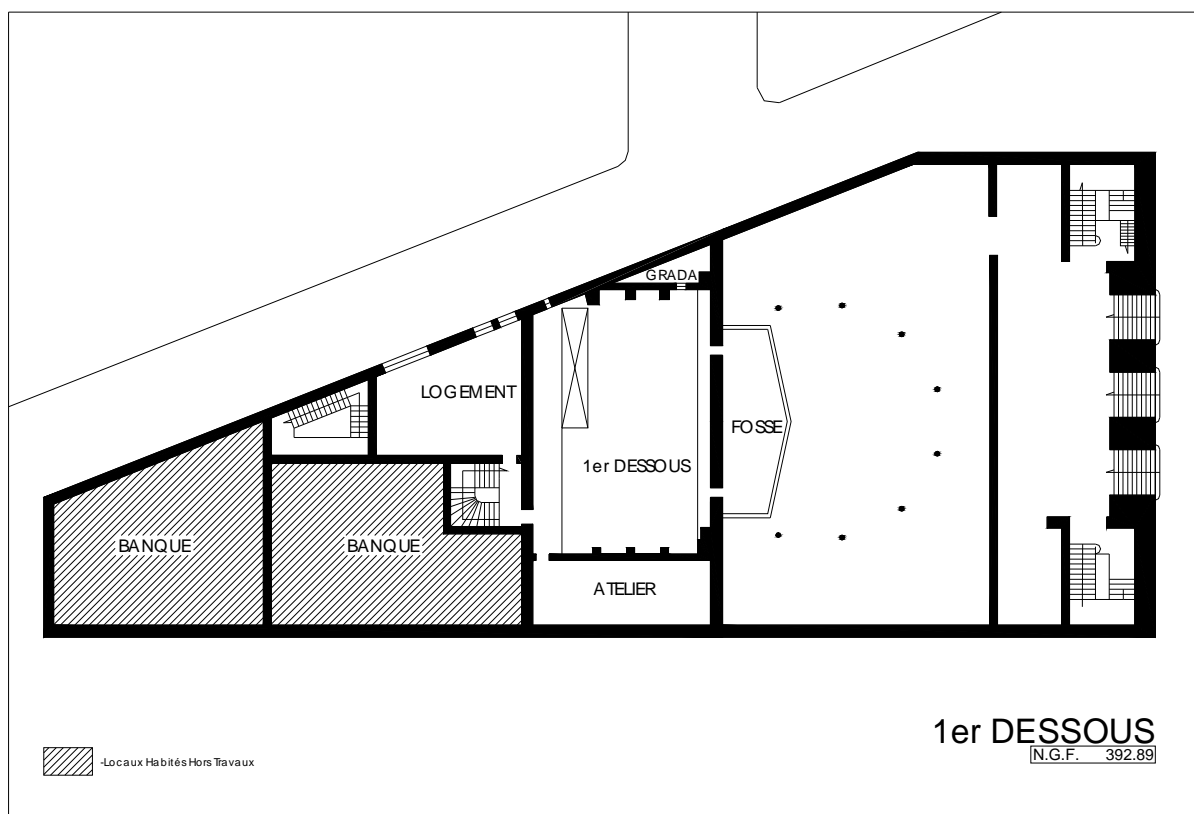 GRADA
LOGEMENT
FOSSE
1er DESSOUS
BANQUE
BANQUE
ATELIER
1er DESSOUS
N.G.F. 392.89
-Locaux Habités Hors Travaux